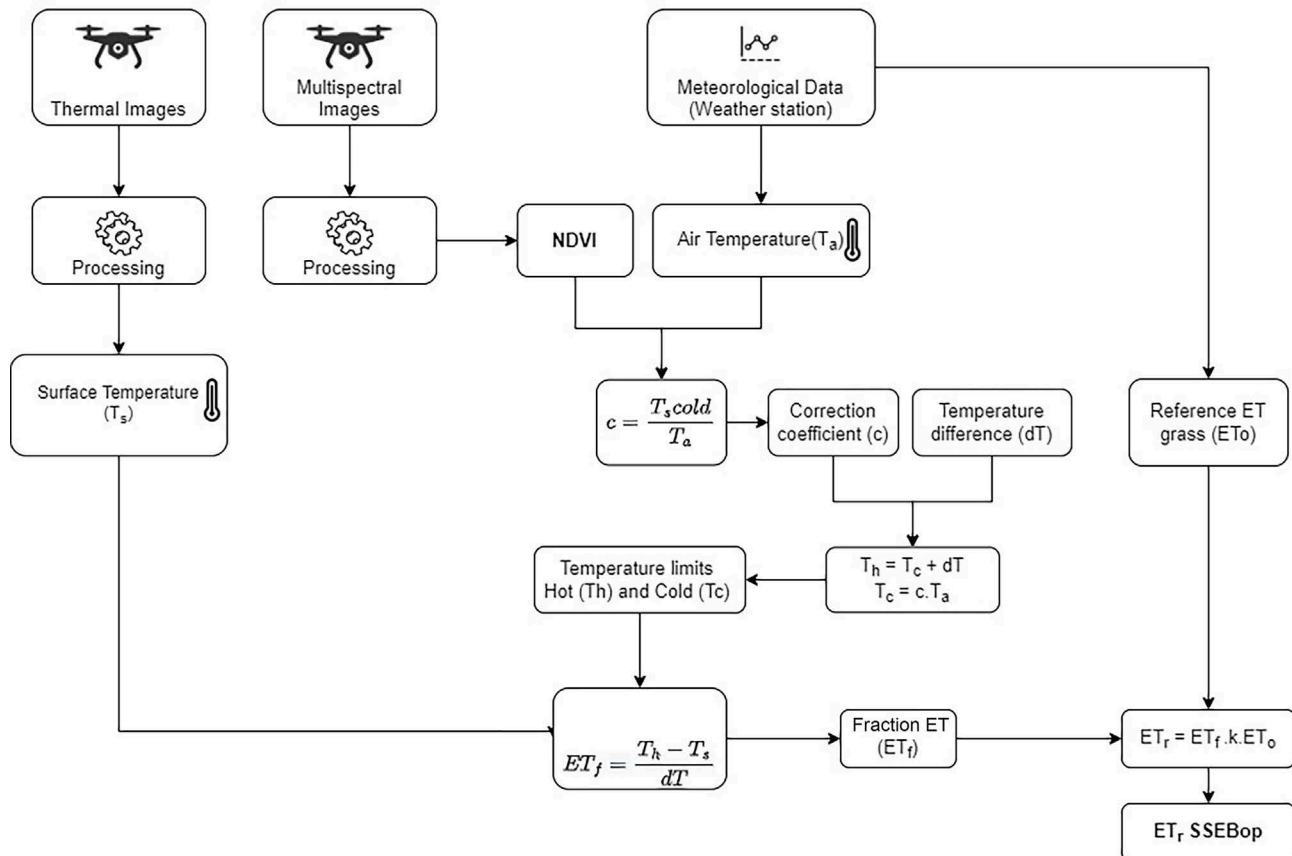 Thermal Images
Multispectral
Images
Meteorological Data
(Weather station)
Processing
Processing
NDVI
Air Temperature(Ta)
Surface Temperature
(Ts)
c = Tscold / Ta
Correction
coefficient (c)
Temperature
difference (dT)
Reference ET
grass (ETo)
Th = Tc + dT
Tc = c.Ta
Temperature limits
Hot (Th) and Cold (Tc)
ETf = Th − Ts / dT
Fraction ET
(ETf)
ETr = ETf .k.ETo
ETr SSEBop